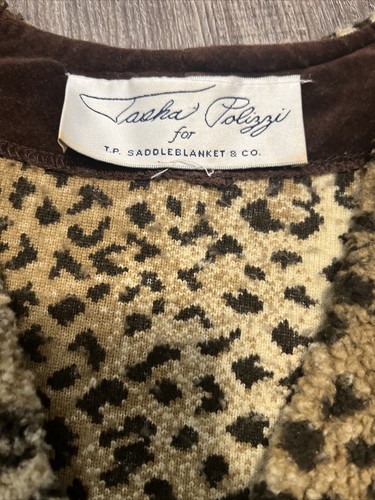 Tasha Polizzi
for
T.P. SADDLEBLANKET & CO.